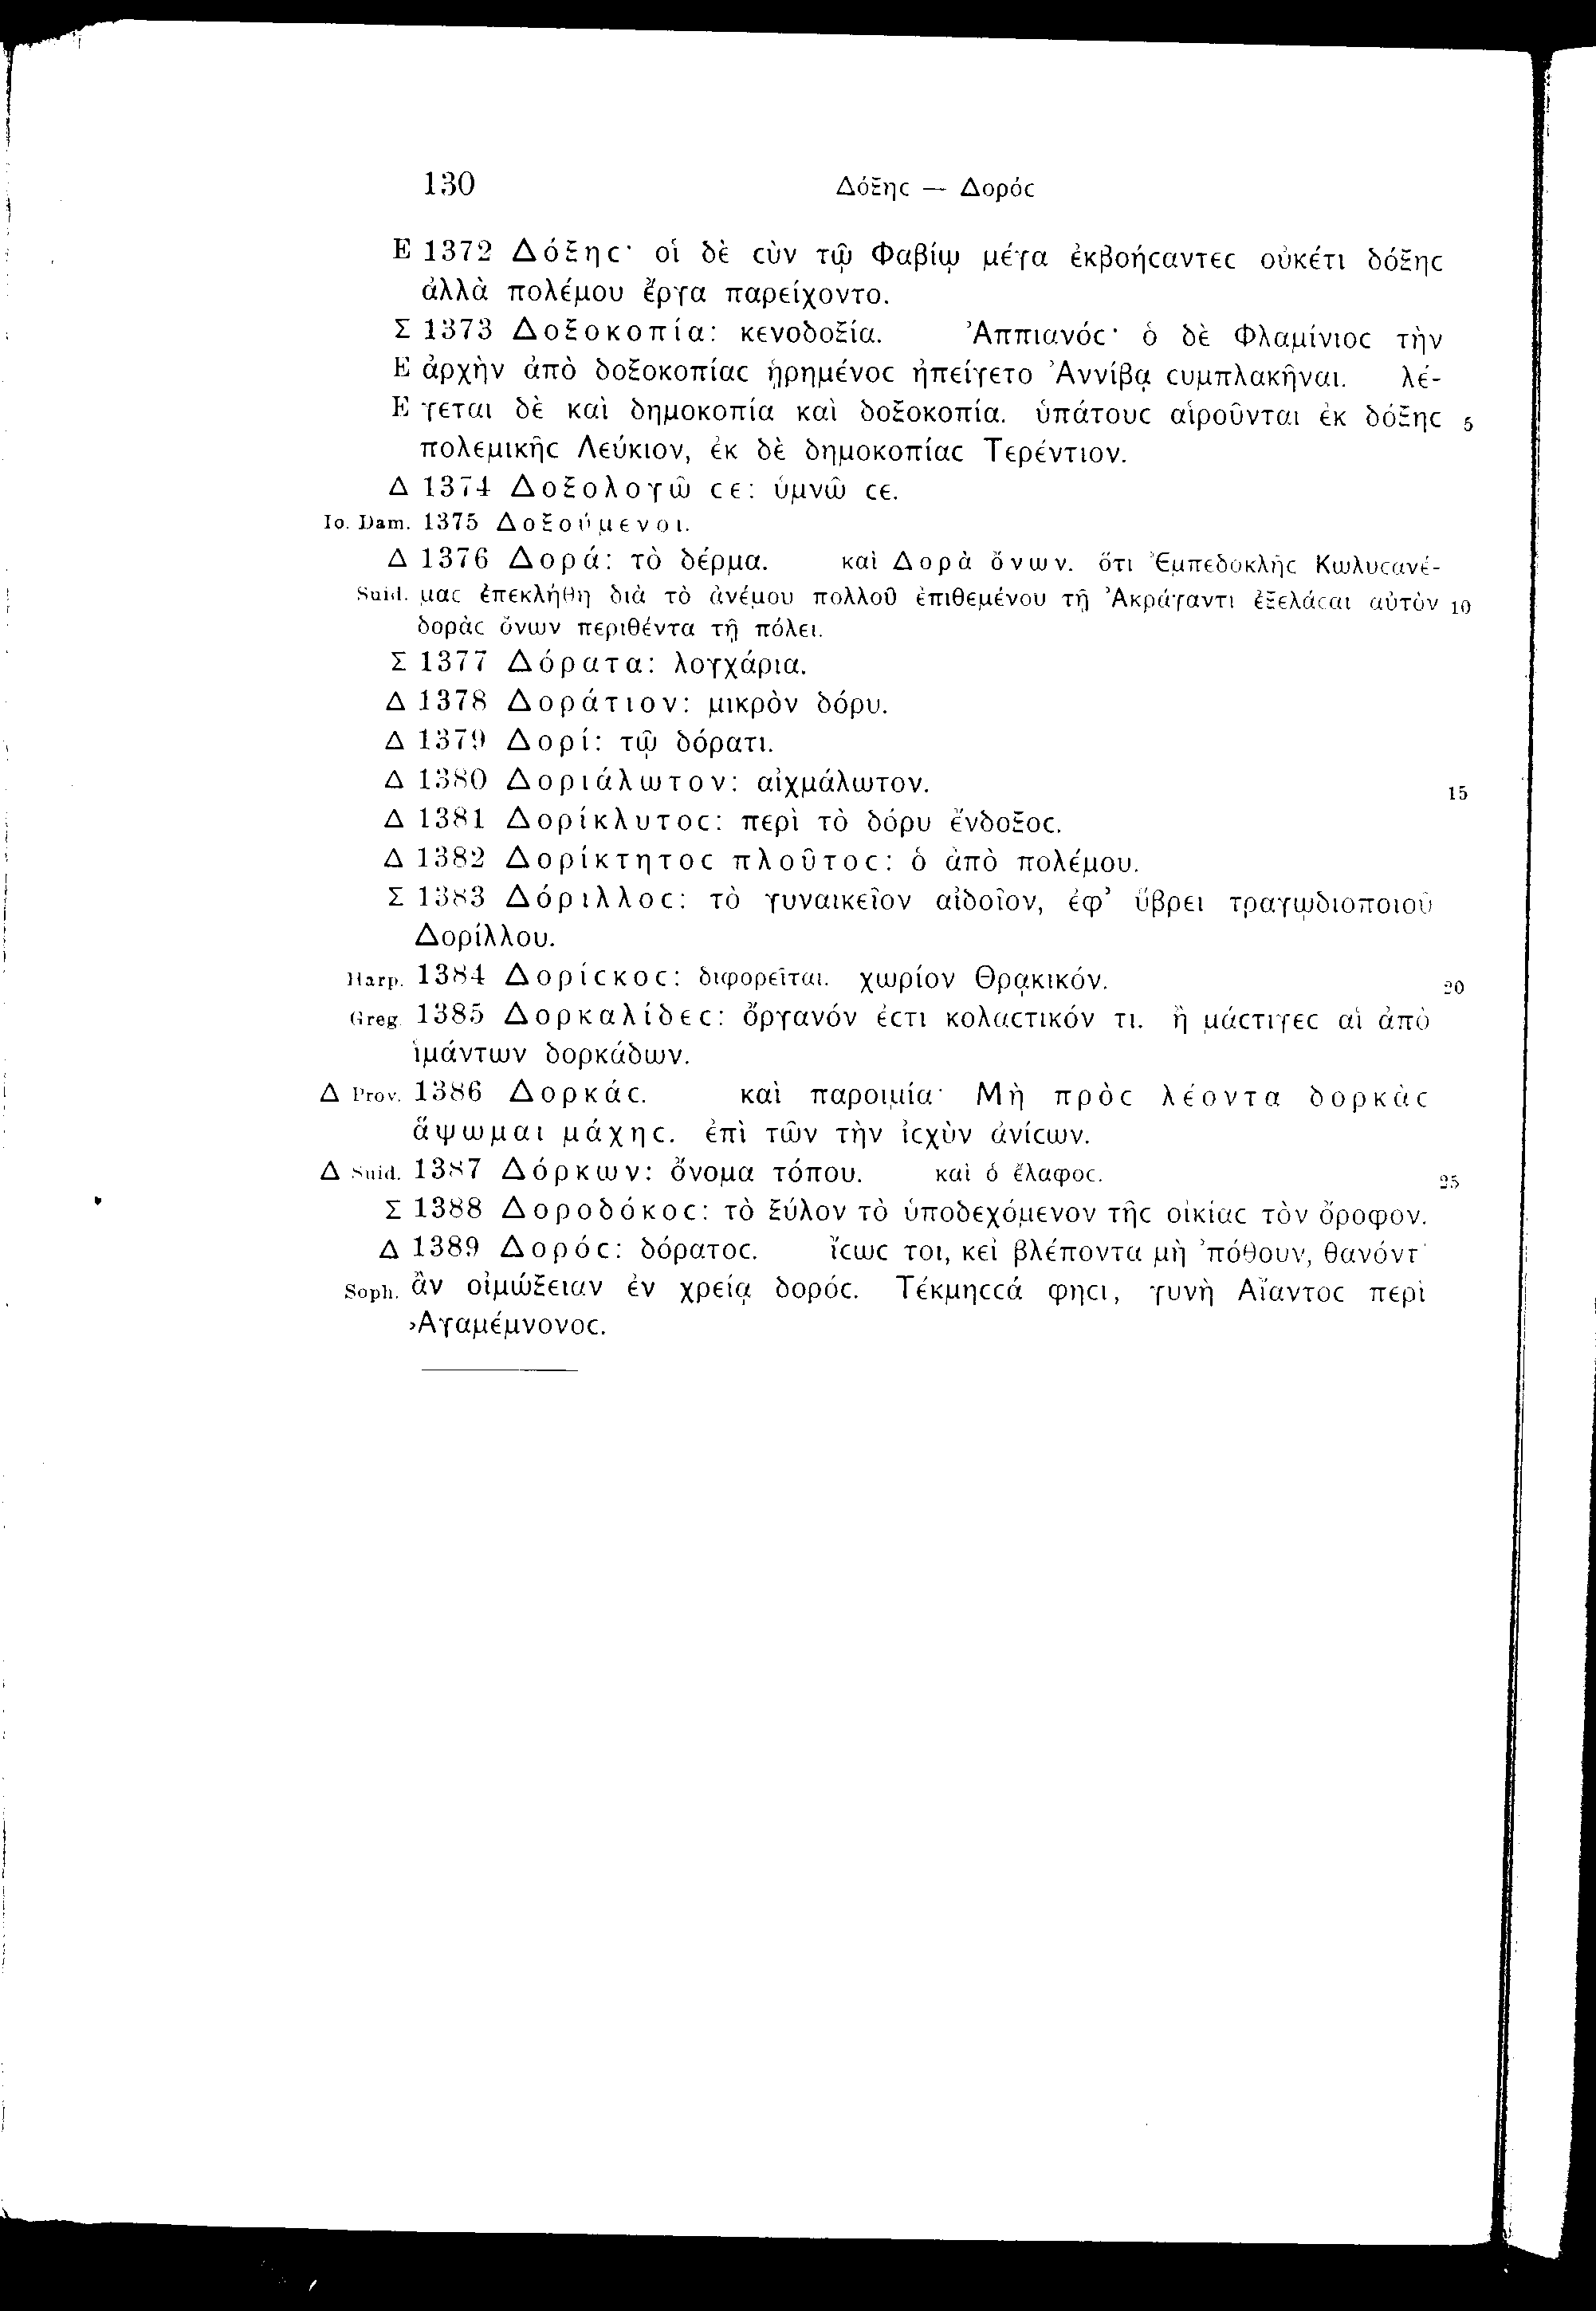 130 Δόξηϲ — Δορόϲ
Ε 1372 Δόξηϲ· οἱ δὲ ϲὺν τῷ Φαβίῳ μέγα ἐκβοήϲαντεϲ οὐκέτι δόξηϲ
ἀλλὰ πολέμου ἔργα παρείχοντο.
Σ 1373 Δοξοκοπία: κενοδοξία. Ἀππιανόϲ· ὁ δὲ Φλαμίνιοϲ τὴν
Ε ἀρχὴν ἀπὸ δοξοκοπίαϲ ᾑρημένοϲ ἠπείγετο Ἀννίβᾳ ϲυμπλακῆναι. λέ-
Ε γεται δὲ καὶ δημοκοπία καὶ δοξοκοπία. ὑπάτουϲ αἱροῦνται ἐκ δόξηϲ 5
πολεμικῆϲ Λεύκιον, ἐκ δὲ δημοκοπίαϲ Τερέντιον.
Δ 1374 Δοξολογῶ ϲε: ὑμνῶ ϲε.
Io. Dam. 1375 Δοξούμενοι.
Δ 1376 Δορά: τὸ δέρμα. καὶ Δορὰ ὄνων. ὅτι Ἐμπεδοκλῆϲ Κωλυϲανέ-
Suid. μαϲ ἐπεκλήθη διὰ τὸ ἀνέμου πολλοῦ ἐπιθεμένου τῇ Ἀκράγαντι ἐξελάϲαι αὐτὸν 10
δορὰϲ ὄνων περιθέντα τῇ πόλει.
Σ 1377 Δόρατα: λογχάρια.
Δ 1378 Δοράτιον: μικρὸν δόρυ.
Δ 1379 Δορί: τῷ δόρατι.
Δ 1380 Δοριάλωτον: αἰχμάλωτον. 15
Δ 1381 Δορίκλυτοϲ: περὶ τὸ δόρυ ἔνδοξοϲ.
Δ 1382 Δορίκτητοϲ πλοῦτοϲ: ὁ ἀπὸ πολέμου.
Σ 1383 Δόριλλοϲ: τὸ γυναικεῖον αἰδοῖον, ἐφ’ ὕβρει τραγῳδιοποιοῦ
Δορίλλου.
Harp. 1384 Δορίϲκοϲ: διφορεῖται. χωρίον Θρᾳκικόν. 20
Greg. 1385 Δορκαλίδεϲ: ὄργανόν ἐϲτι κολαϲτικόν τι. ἢ μάϲτιγεϲ αἱ ἀπὸ
ἱμάντων δορκάδων.
Δ Prov. 1386 Δορκάϲ. καὶ παροιμία· Μὴ πρὸϲ λέοντα δορκὰϲ
ἅψωμαι μάχηϲ. ἐπὶ τῶν τὴν ἰϲχὺν ἀνίϲων.
Δ Suid. 1387 Δόρκων: ὄνομα τόπου. καὶ ὁ ἔλαφοϲ. 25
Σ 1388 Δοροδόκοϲ: τὸ ξύλον τὸ ὑποδεχόμενον τῆϲ οἰκίαϲ τὸν ὄροφον.
Δ 1389 Δορόϲ: δόρατοϲ. ἴϲωϲ τοι, κεἰ βλέποντα μὴ ’πόθουν, θανόντ’
Soph. ἂν οἰμώξειαν ἐν χρείᾳ δορόϲ. Τέκμηϲϲά φηϲι, γυνὴ Αἴαντοϲ περὶ
Ἀγαμέμνονοϲ.